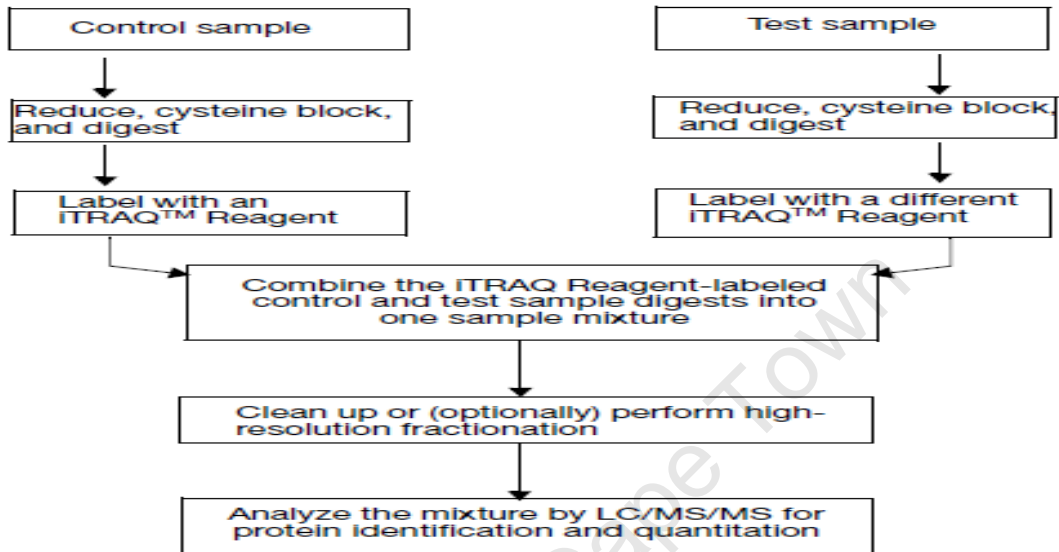 Control sample
Test sample
Reduce, cysteine block,
and digest
Reduce, cysteine block,
and digest
Label with an
iTRAQ™ Reagent
Label with a different
iTRAQ™ Reagent
Combine the iTRAQ Reagent-labeled
control and test sample digests into
one sample mixture
Clean up or (optionally) perform high-
resolution fractionation
Analyze the mixture by LC/MS/MS for
protein identification and quantitation
Cape Town